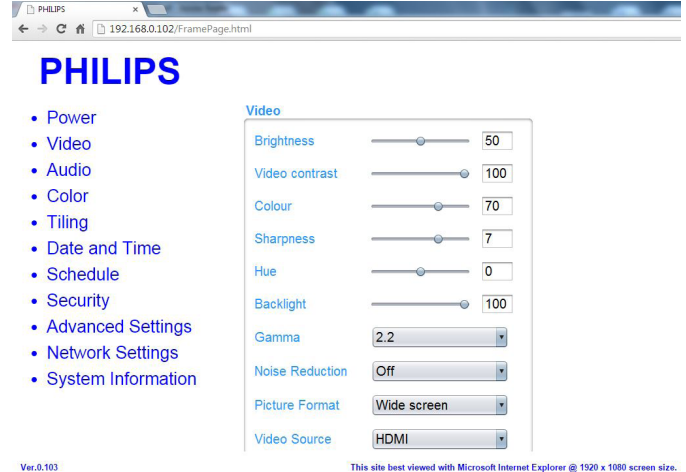 PHILIPS ×
192.168.0.102/FramePage.html
PHILIPS
• Power
• Video
• Audio
• Color
• Tiling
• Date and Time
• Schedule
• Security
• Advanced Settings
• Network Settings
• System Information
Video
Brightness 50
Video contrast 100
Colour 70
Sharpness 7
Hue 0
Backlight 100
Gamma 2.2
Noise Reduction Off
Picture Format Wide screen
Video Source HDMI
Ver.0.103
This site best viewed with Microsoft Internet Explorer @ 1920 x 1080 screen size.